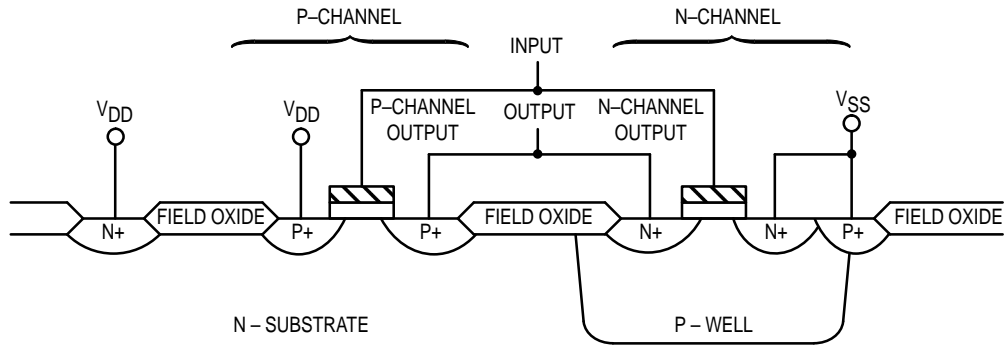 P–CHANNEL
N–CHANNEL
INPUT
VDD
VDD
P–CHANNEL
OUTPUT
OUTPUT
N–CHANNEL
OUTPUT
VSS
FIELD OXIDE
FIELD OXIDE
FIELD OXIDE
N+
P+
P+
N+
N+
P+
N – SUBSTRATE
P – WELL